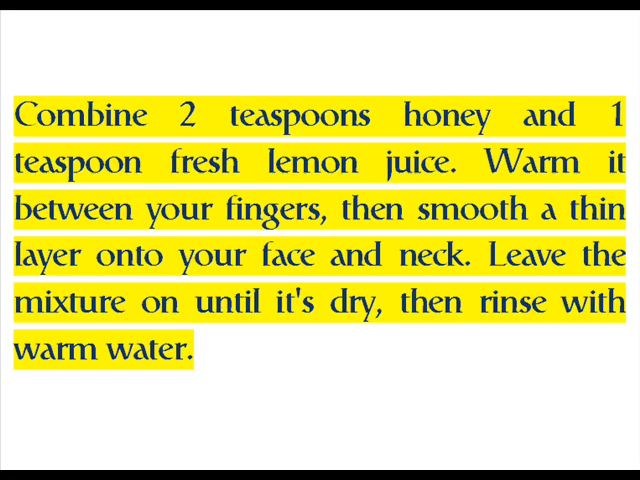 Combine 2 teaspoons honey and 1
teaspoon fresh lemon juice. Warm it
between your fingers, then smooth a thin
layer onto your face and neck. Leave the
mixture on until it's dry, then rinse with
warm water.